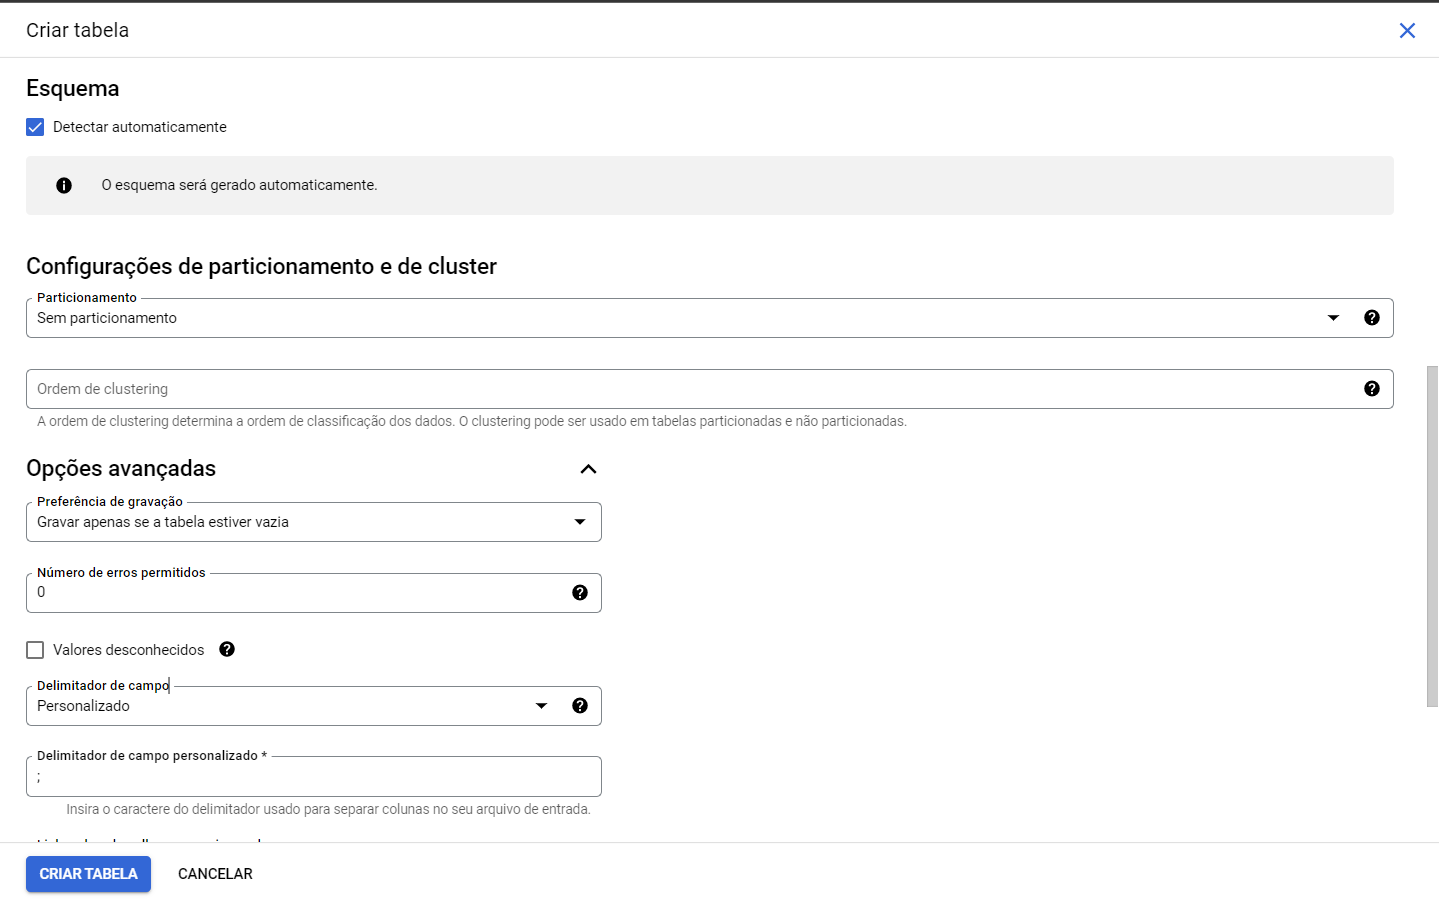 Criar tabela
Esquema
Detectar automaticamente
O esquema será gerado automaticamente.
Configurações de particionamento e de cluster
Particionamento
Sem particionamento
Ordem de clustering
A ordem de clustering determina a ordem de classificação dos dados. O clustering pode ser usado em tabelas particionadas e não particionadas.
Opções avançadas
Preferência de gravação
Gravar apenas se a tabela estiver vazia
Número de erros permitidos
0
Valores desconhecidos
Delimitador de campo
Personalizado
Delimitador de campo personalizado *
;
Insira o caractere do delimitador usado para separar colunas no seu arquivo de entrada.
CRIAR TABELA
CANCELAR